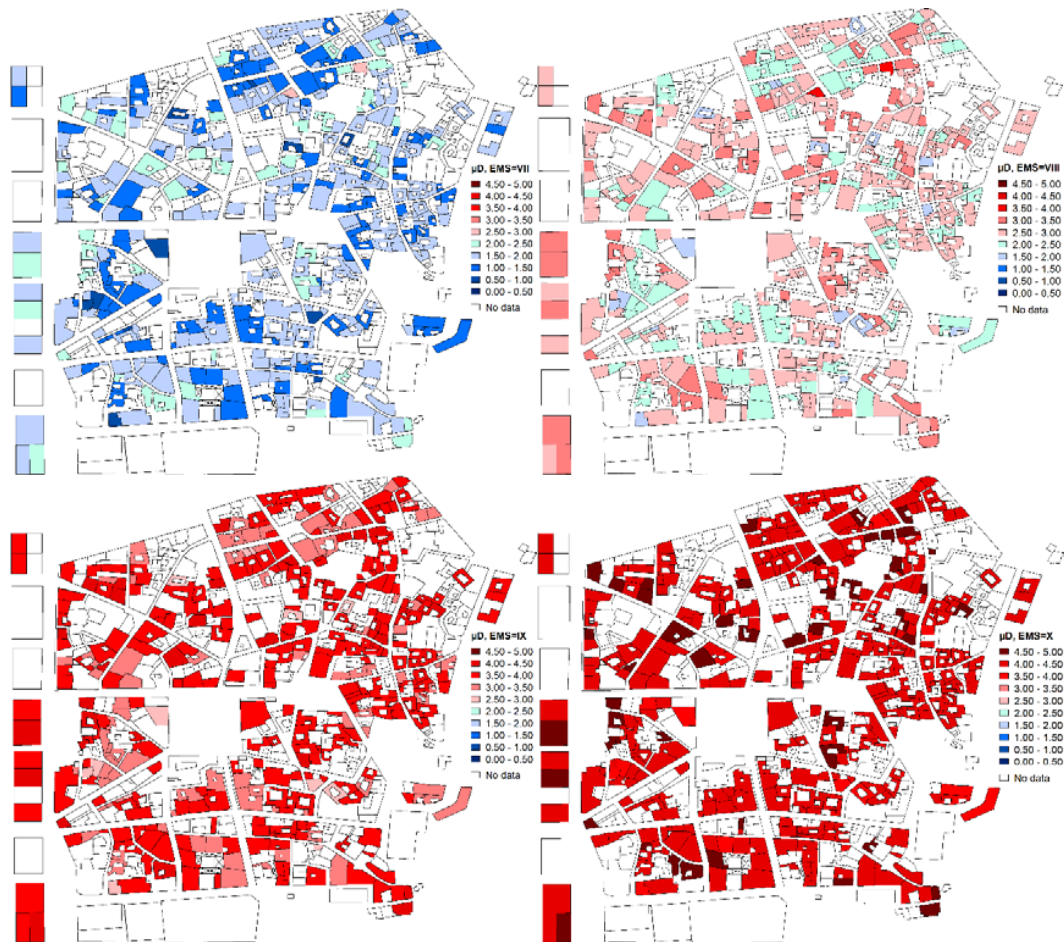 µD, EMS=VII
4.50 - 5.00
4.00 - 4.50
3.50 - 4.00
3.00 - 3.50
2.50 - 3.00
2.00 - 2.50
1.50 - 2.00
1.00 - 1.50
0.50 - 1.00
0.00 - 0.50
No data
µD, EMS=VIII
4.50 - 5.00
4.00 - 4.50
3.50 - 4.00
3.00 - 3.50
2.50 - 3.00
2.00 - 2.50
1.50 - 2.00
1.00 - 1.50
0.50 - 1.00
0.00 - 0.50
No data
µD, EMS=IX
4.50 - 5.00
4.00 - 4.50
3.50 - 4.00
3.00 - 3.50
2.50 - 3.00
2.00 - 2.50
1.50 - 2.00
1.00 - 1.50
0.50 - 1.00
0.00 - 0.50
No data
µD, EMS=X
4.50 - 5.00
4.00 - 4.50
3.50 - 4.00
3.00 - 3.50
2.50 - 3.00
2.00 - 2.50
1.50 - 2.00
1.00 - 1.50
0.50 - 1.00
0.00 - 0.50
No data